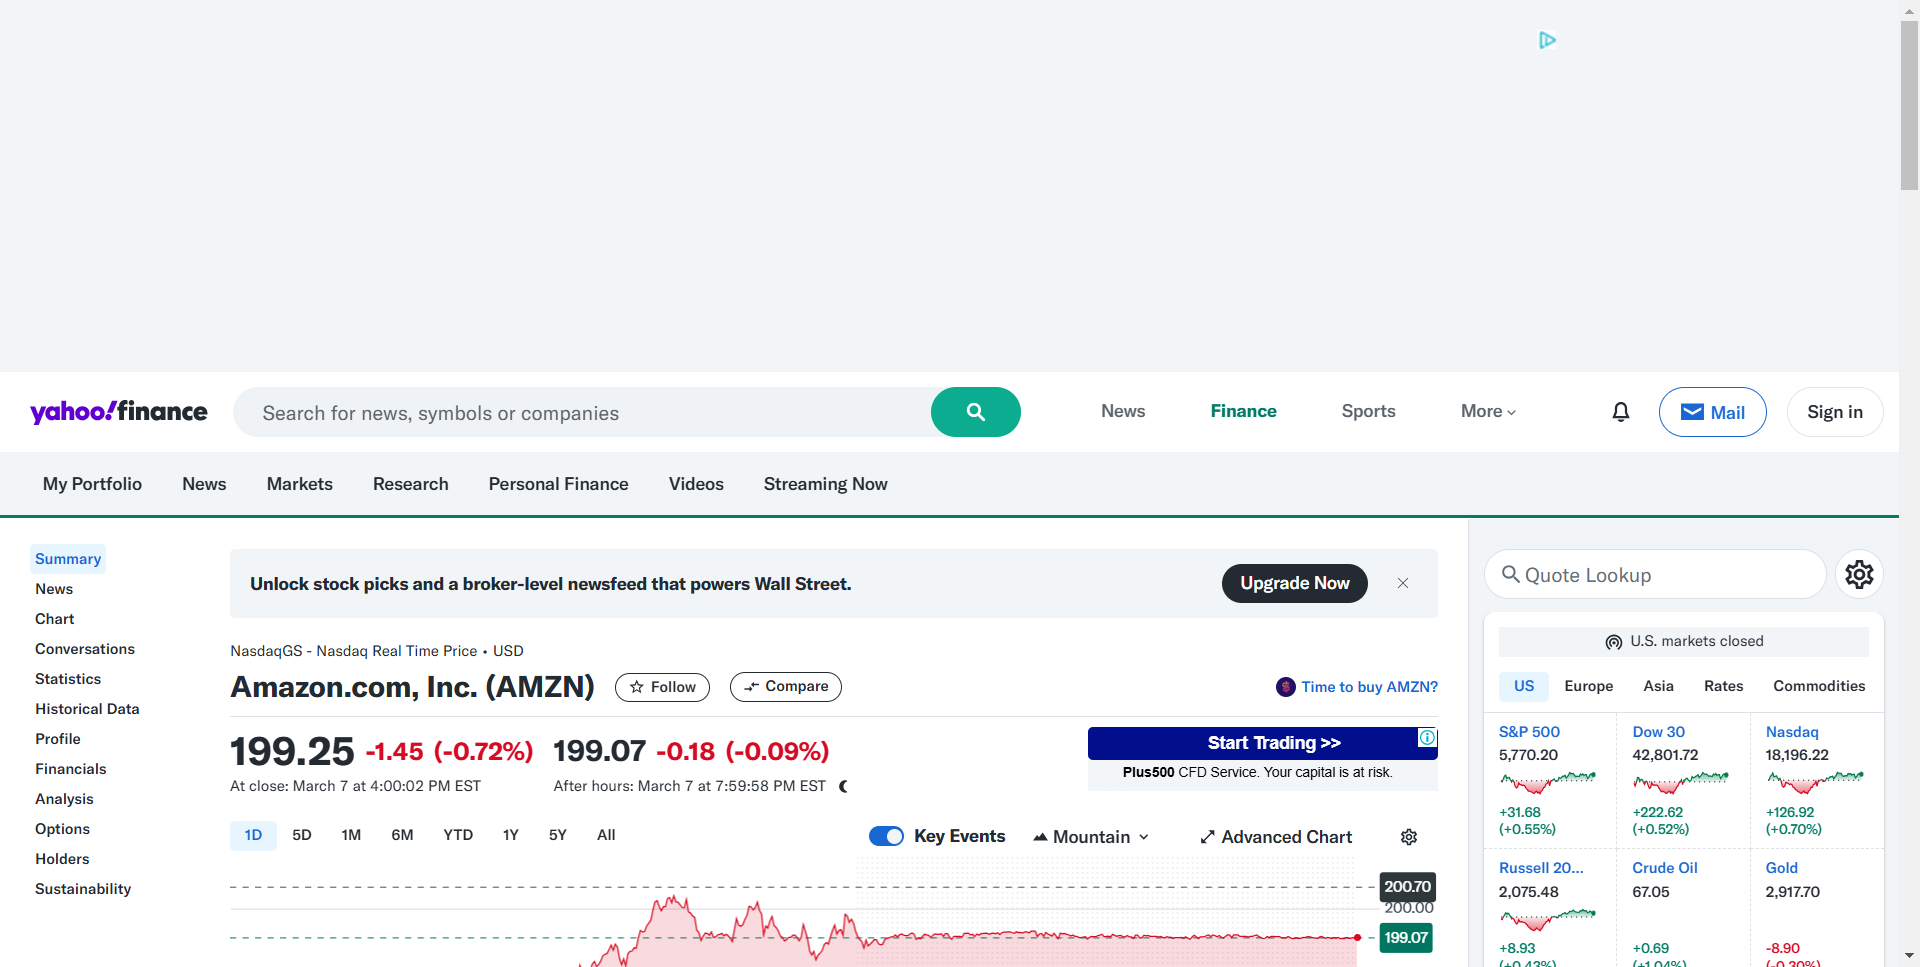 yahoo!finance
Search for news, symbols or companies
News
Finance
Sports
More
Mail
Sign in
My Portfolio
News
Markets
Research
Personal Finance
Videos
Streaming Now
Summary
News
Chart
Conversations
Statistics
Historical Data
Profile
Financials
Analysis
Options
Holders
Sustainability
Unlock stock picks and a broker-level newsfeed that powers Wall Street.
Upgrade Now
NasdaqGS - Nasdaq Real Time Price • USD
Amazon.com, Inc. (AMZN)
Follow
Compare
Time to buy AMZN?
199.25 -1.45 (-0.72%)
At close: March 7 at 4:00:02 PM EST
199.07 -0.18 (-0.09%)
After hours: March 7 at 7:59:58 PM EST
Start Trading >>
Plus500 CFD Service. Your capital is at risk.
1D
5D
1M
6M
YTD
1Y
5Y
All
Key Events
Mountain
Advanced Chart
200.70
200.00
199.07
Quote Lookup
U.S. markets closed
US
Europe
Asia
Rates
Commodities
S&P 500
5,770.20
+31.68
(+0.55%)
Dow 30
42,801.72
+222.62
(+0.52%)
Nasdaq
18,196.22
+126.92
(+0.70%)
Russell 20...
2,075.48
+8.93
(+0.43%)
Crude Oil
67.05
+0.69
(+1.04%)
Gold
2,917.70
-8.90
(-0.30%)